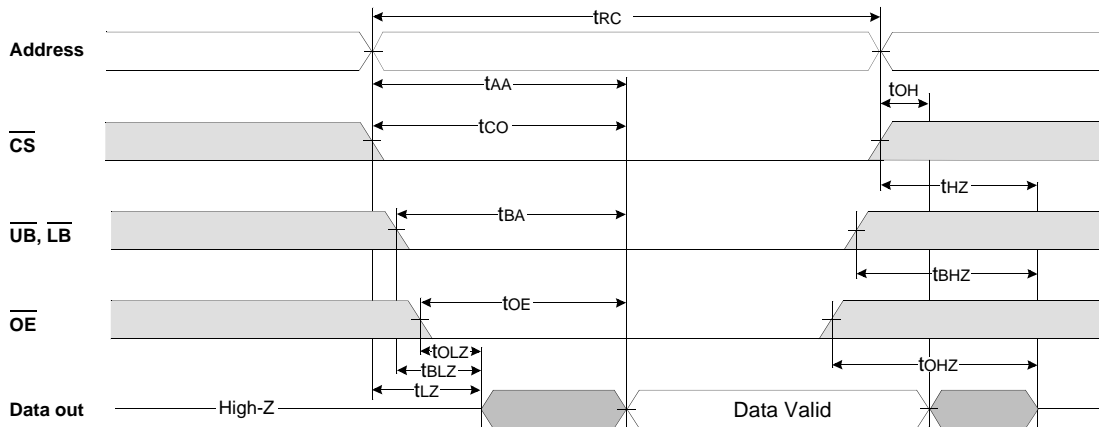 tRC
Address
tAA
tOH
tCO
CS
tHZ
tBA
UB, LB
tBHZ
tOE
OE
tOLZ
tOHZ
tBLZ
tLZ
Data out
High-Z
Data Valid